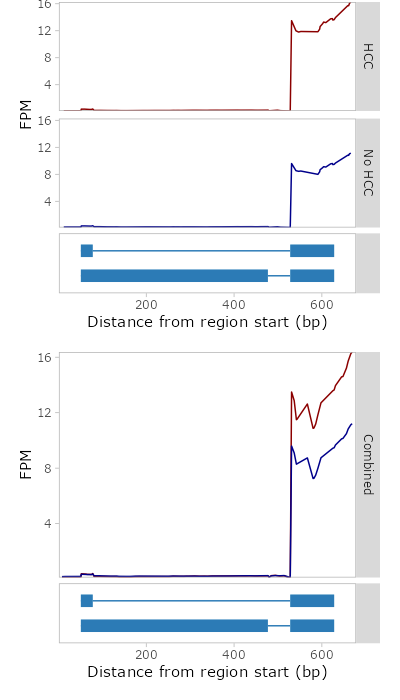 16
12
8
4
HCC
FPM
16
12
8
4
No HCC
200 400 600
Distance from region start (bp)
16
12
8
4
FPM
Combined
200 400 600
Distance from region start (bp)